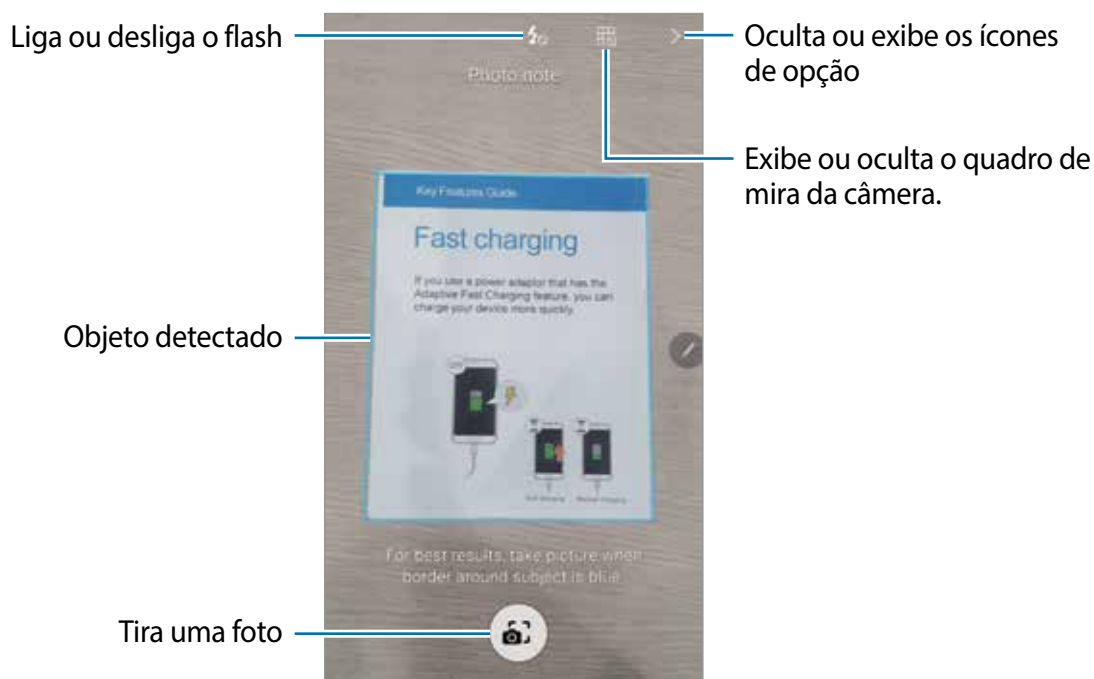 Liga ou desliga o flash
Oculta ou exibe os ícones
de opção
Photo note
Exibe ou oculta o quadro de
mira da câmera.
Key Features Guide
Fast charging
If you use a power adaptor that has the
Adaptive Fast Charging feature, you can
charge your device more quickly.
Objeto detectado
For best results, take picture when
border around subject is blue.
Tira uma foto